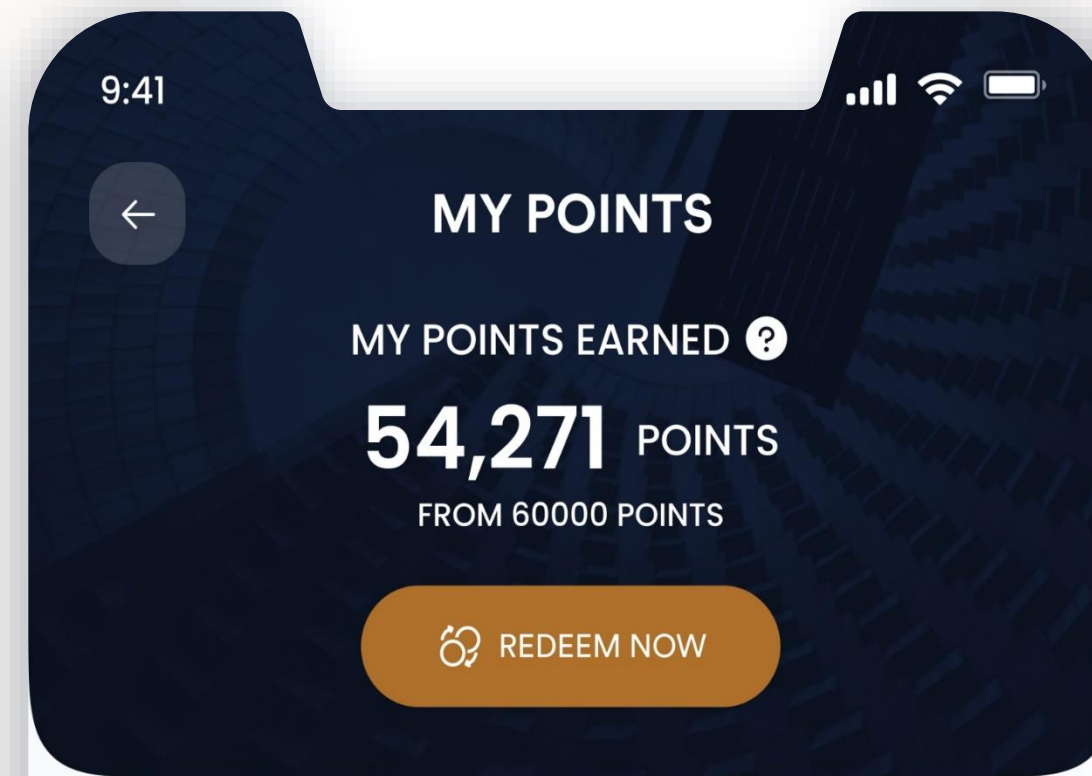 9:41
MY POINTS
MY POINTS EARNED ?
54,271 POINTS
FROM 60000 POINTS
REDEEM NOW